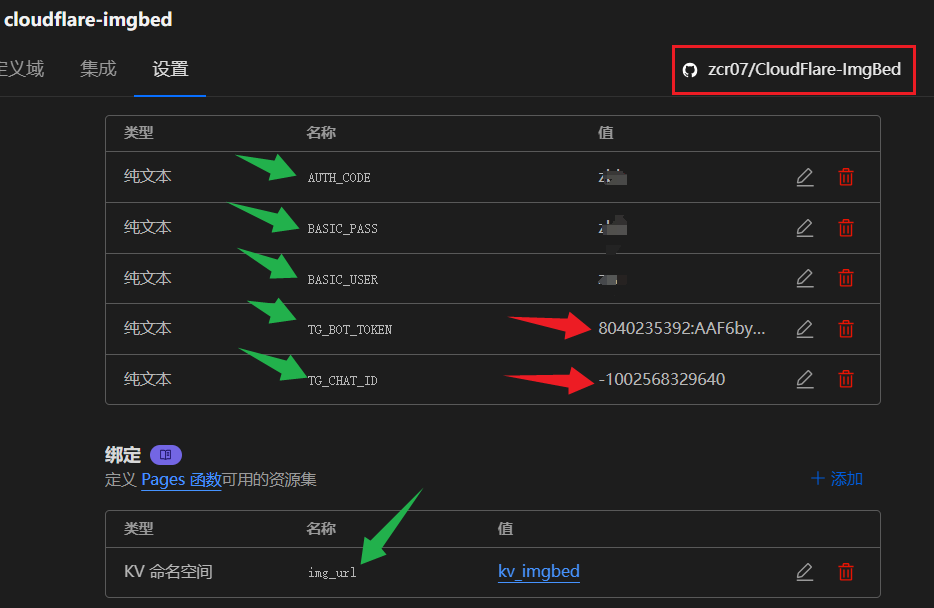 cloudflare-imgbed
定义域 集成 设置 zcr07/CloudFlare-ImgBed
类型 名称 值
纯文本 AUTH_CODE
纯文本 BASIC_PASS
纯文本 BASIC_USER
纯文本 TG_BOT_TOKEN 8040235392:AAF6by...
纯文本 TG_CHAT_ID -1002568329640
绑定
定义 Pages 函数可用的资源集 + 添加
类型 名称 值
KV 命名空间 img_url kv_imgbed